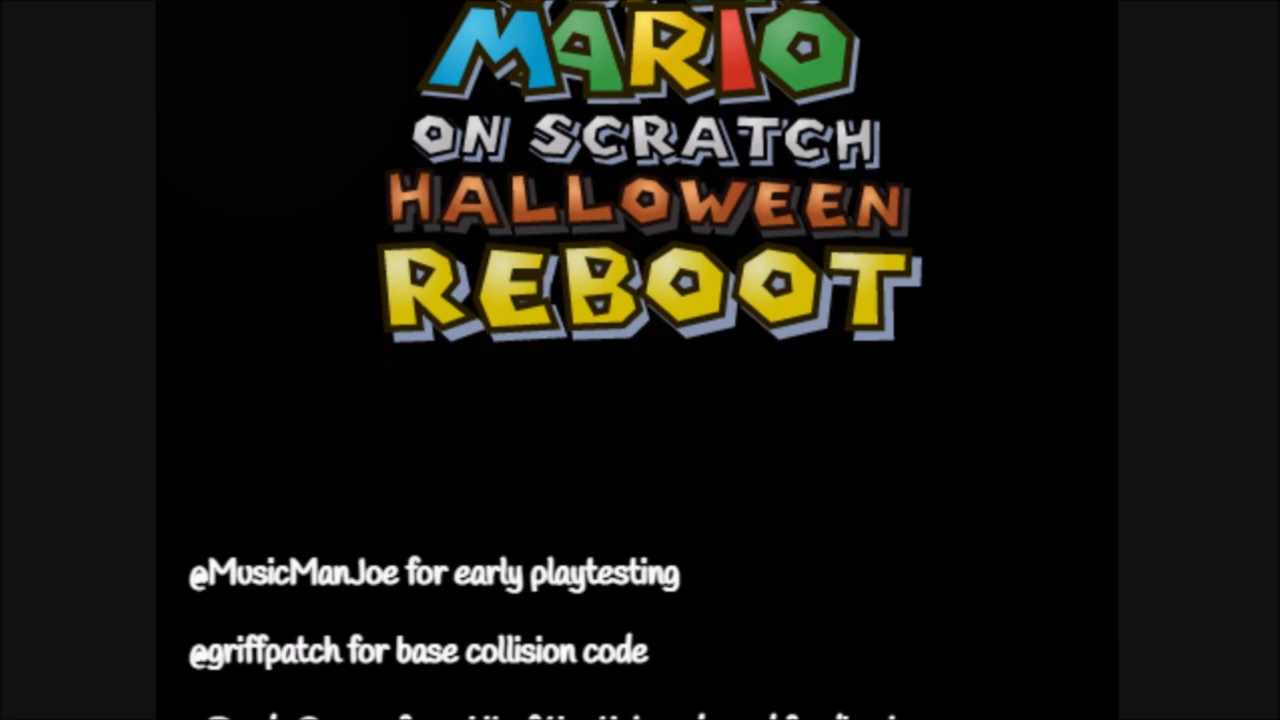 MARIO
ON SCRATCH
HALLOWEEN
REBOOT
@MusicManJoe for early playtesting
@griffpatch for base collision code